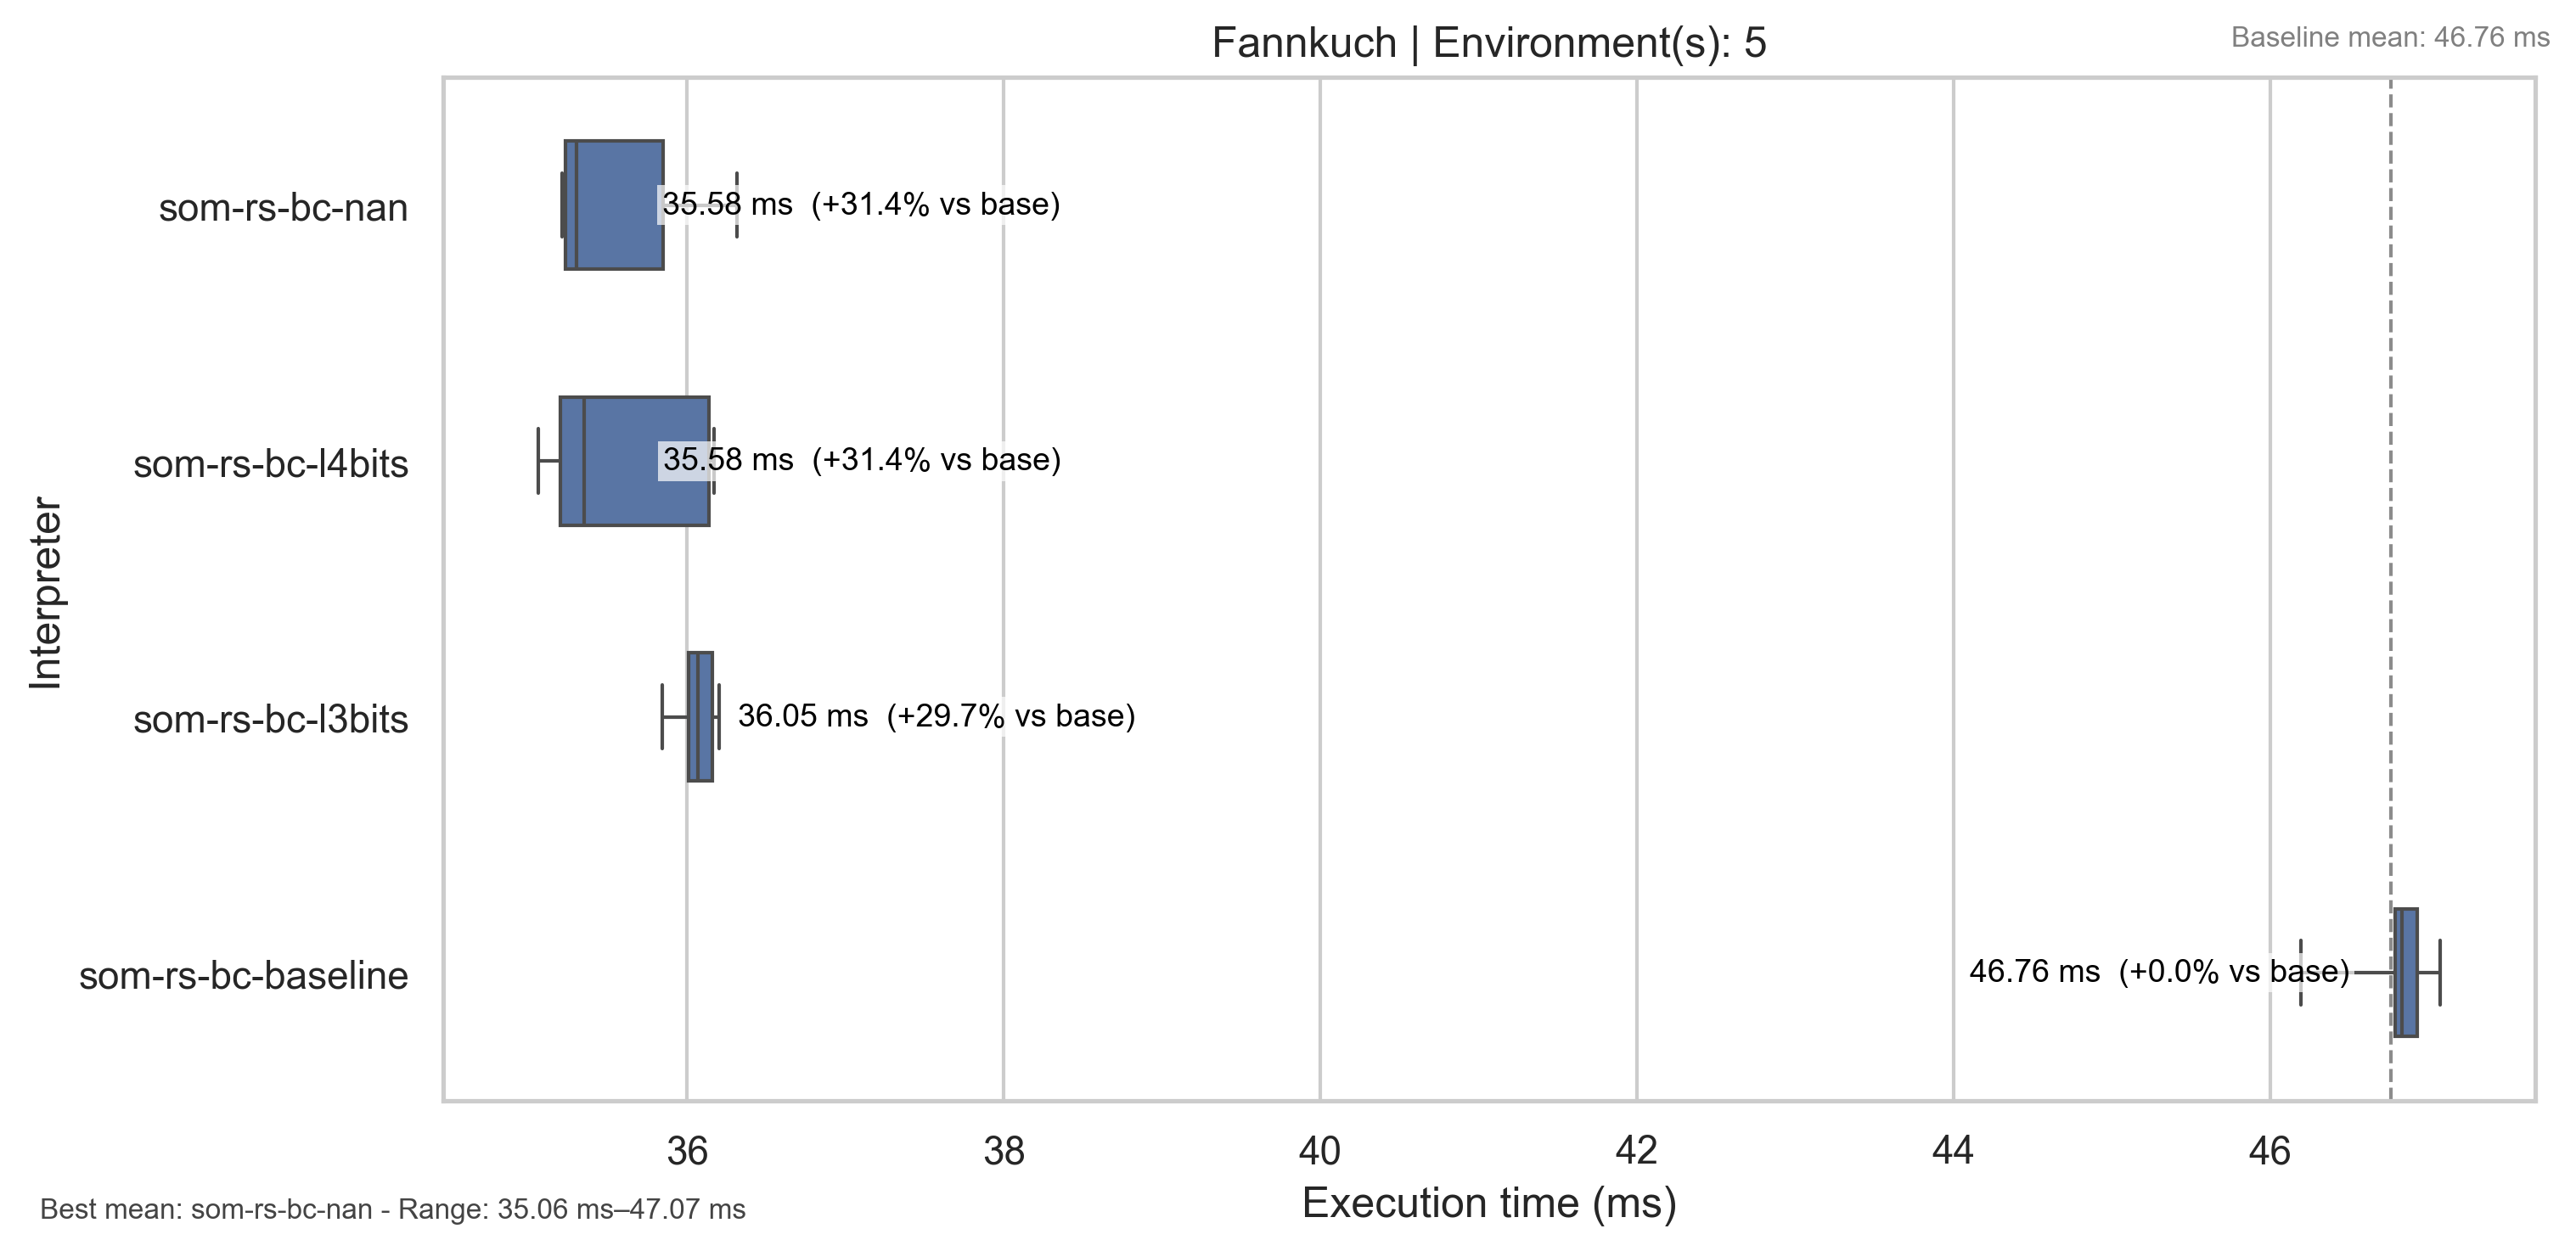 Fannkuch | Environment(s): 5
Baseline mean: 46.76 ms
som-rs-bc-nan
35.58 ms (+31.4% vs base)
som-rs-bc-l4bits
35.58 ms (+31.4% vs base)
Interpreter
som-rs-bc-l3bits
36.05 ms (+29.7% vs base)
som-rs-bc-baseline
46.76 ms (+0.0% vs base)
36 38 40 42 44 46
Execution time (ms)
Best mean: som-rs-bc-nan - Range: 35.06 ms–47.07 ms